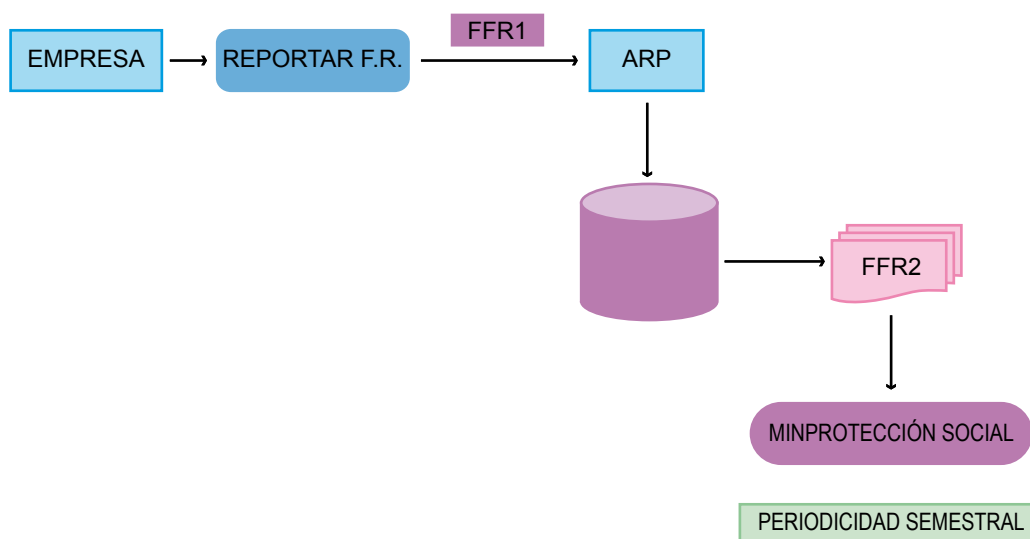 FFR1
EMPRESA
REPORTAR F.R.
ARP
FFR2
MINPROTECCIÓN SOCIAL
PERIODICIDAD SEMESTRAL